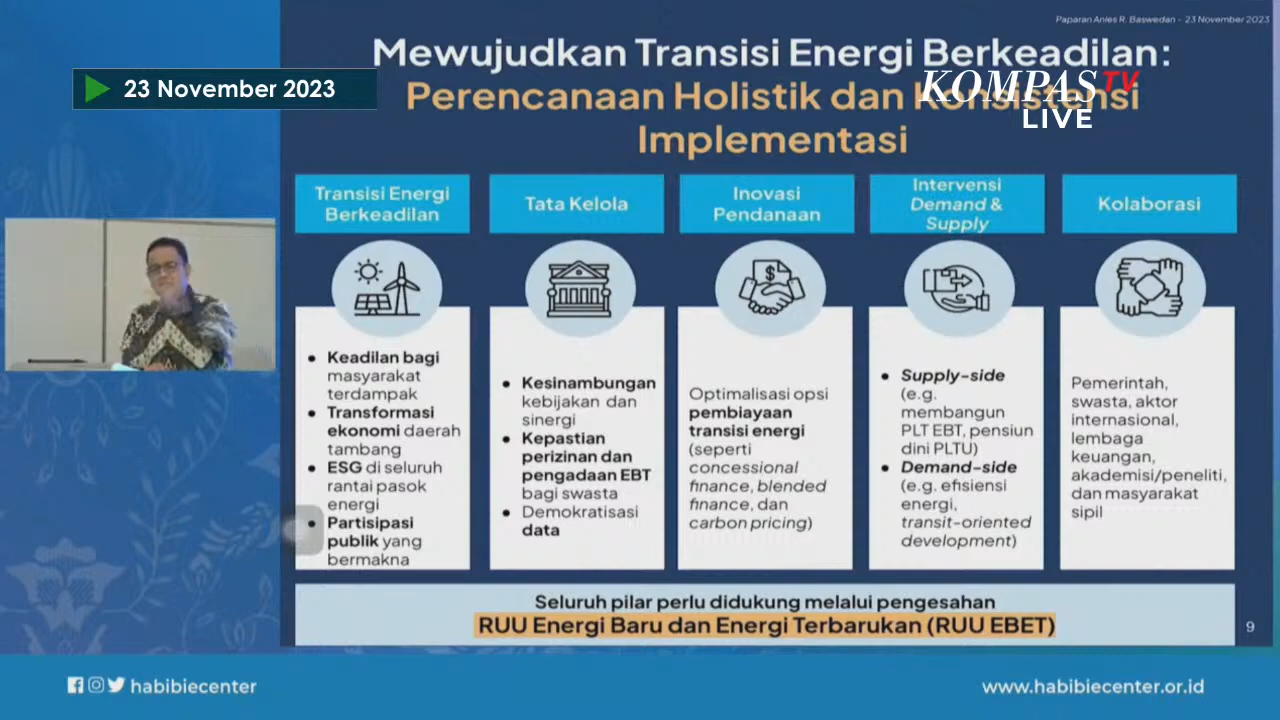 Paparan Anies R. Baswedan - 23 November 2023
Mewujudkan Transisi Energi Berkeadilan:
Perencanaan Holistik dan Konsistensi
Implementasi
23 November 2023
KOMPASTV
LIVE
Transisi Energi
Berkeadilan
Keadilan bagi
masyarakat
terdampak
Transformasi
ekonomi daerah
tambang
ESG di seluruh
rantai pasok
energi
Partisipasi
publik yang
bermakna
Tata Kelola
Kesinambungan
kebijakan dan
sinergi
Kepastian
perizinan dan
pengadaan EBT
bagi swasta
Demokratisasi
data
Inovasi
Pendanaan
Optimalisasi opsi
pembiayaan
transisi energi
(seperti
concessional
finance, blended
finance, dan
carbon pricing)
Intervensi
Demand &
Supply
Supply-side
(e.g.
membangun
PLT EBT, pensiun
dini PLTU)
Demand-side
(e.g. efisiensi
energi,
transit-oriented
development)
Kolaborasi
Pemerintah,
swasta, aktor
internasional,
lembaga
keuangan,
akademisi/peneliti,
dan masyarakat
sipil
Seluruh pilar perlu didukung melalui pengesahan
RUU Energi Baru dan Energi Terbarukan (RUU EBET)
9
habibiecenter
www.habibiecenter.or.id